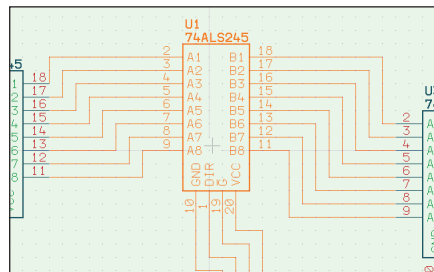 U1
74ALS245
45
2 A1 B1 18
3 A2 B2 17
4 A3 B3 16
5 A4 B4 15
6 A5 B5 14
7 A6 B6 13
8 A7 B7 12
9 A8 B8 11
GND DIR G VCC
10 1 19 20
1 18
2 17
3 16
4 15
5 14
6 13
7 12
8 11
U
74
2 A
3 A
4 A
5 A
6 A
7 A
8 A
9 A